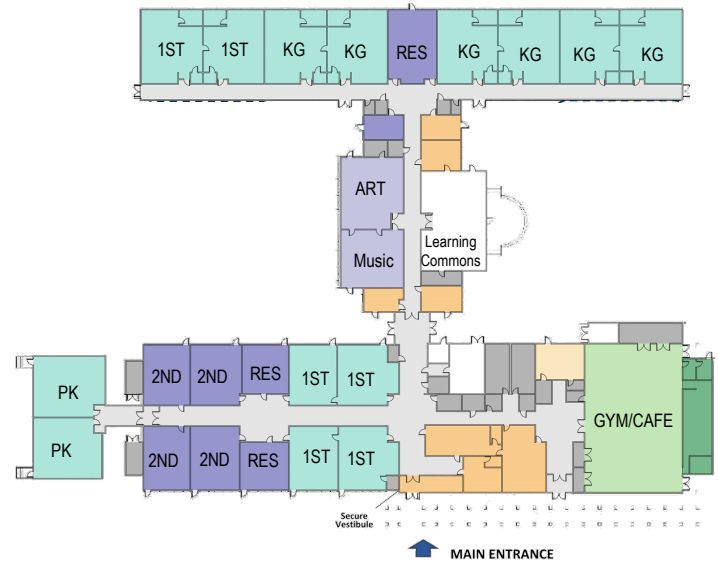 1ST
1ST
KG
KG
RES
KG
KG
KG
KG
ART
Music
Learning
Commons
PK
2ND
2ND
RES
1ST
1ST
GYM/CAFE
PK
2ND
2ND
RES
1ST
1ST
Secure
Vestibule
MAIN ENTRANCE